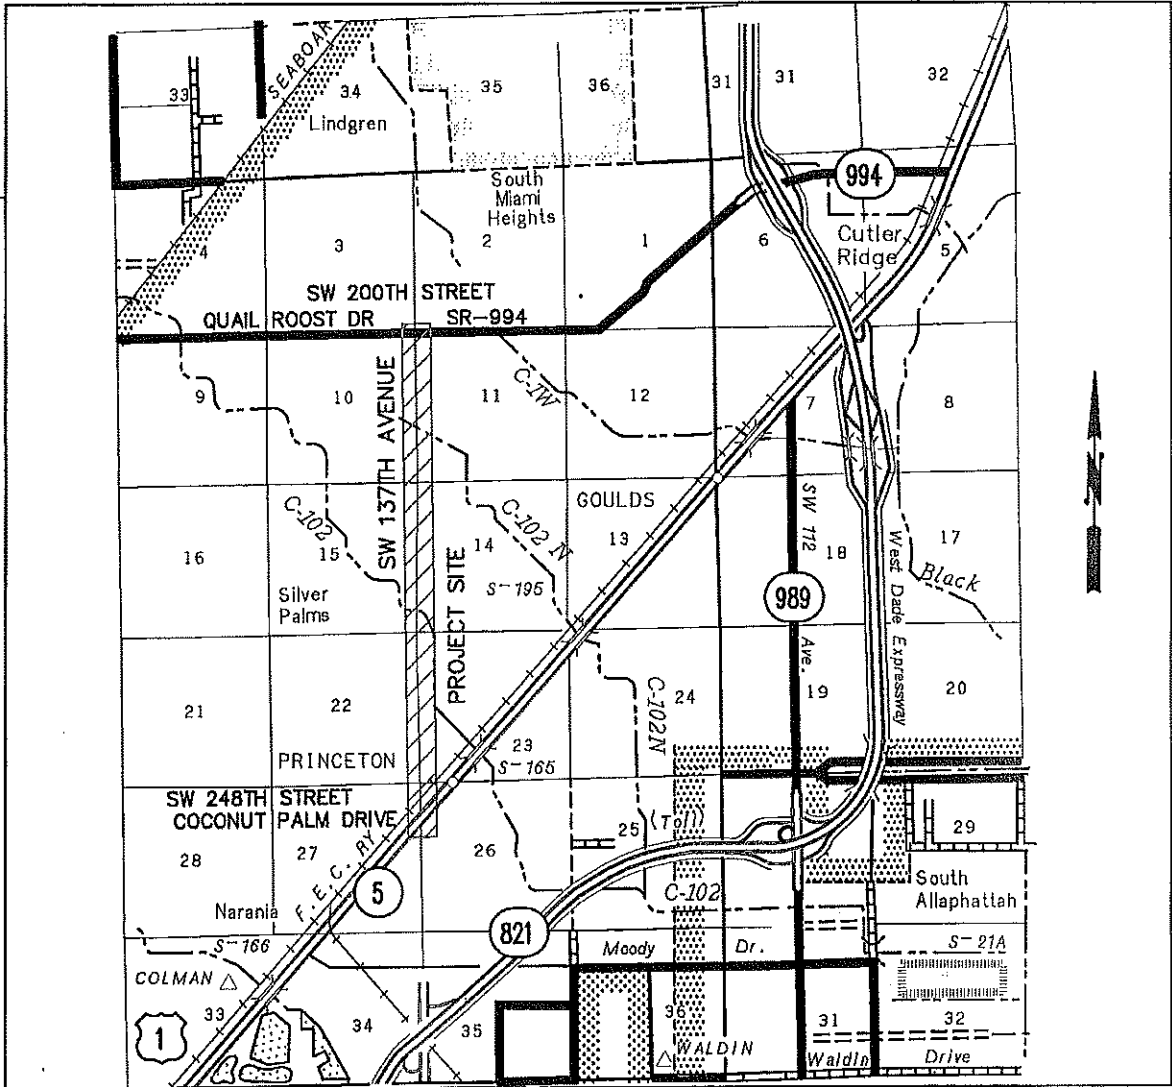 SEABOAR
33
34
35
36
31
31
32
Lindgren
994
South
Miami
Heights
Cutler
Ridge
4
3
2
1
6
5
SW 200TH STREET
QUAIL ROOST DR SR-994
C-1W
9
10
11
12
7
8
SW 137TH AVENUE
PROJECT SITE
C-102
C-102 N
GOULDS
16
15
14
13
18
17
S-195
SW 112
Ave.
989
West Dade Expressway
Black
Silver
Palms
N
21
22
23
24
19
20
C-102N
PRINCETON
S-165
SW 248TH STREET
COCONUT PALM DRIVE
28
27
26
25
(Toll)
29
F. E. C. RY
5
C-102
South
Allaphattah
Narania
821
S-166
Moody Dr.
S-21A
COLMAN
33
34
35
36
31
32
1
WALDIN
Waldin Drive